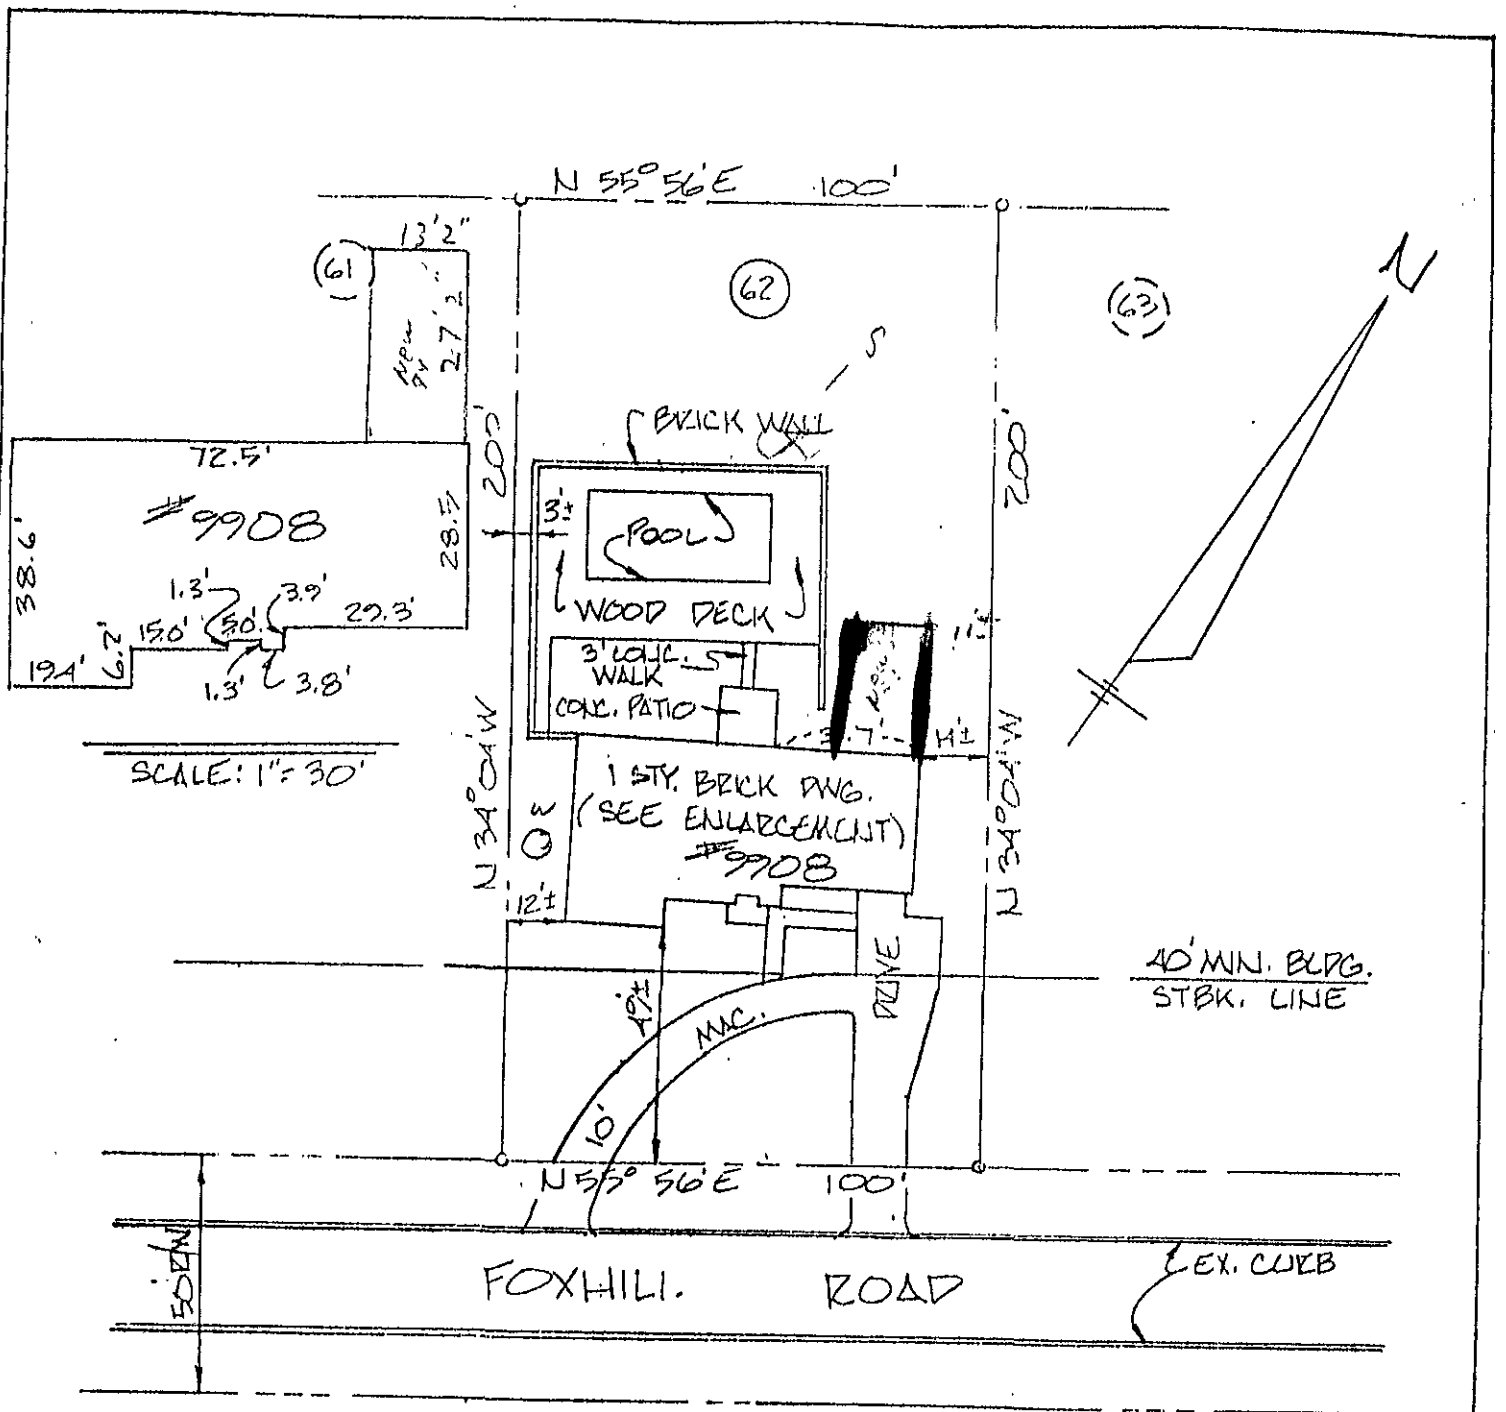 N 55° 56' E 100'
13'2"
61
62
63
N
New
27'2"
S
BRICK WALL
72.5'
200'
200'
#9908
38.6'
28.5'
3'±
POOL
1.3'
3.9'
15.0'
5.0'
29.3'
WOOD DECK
11'±
6.2'
19.4'
1.3'
3.8'
3' CONC.
WALK
New
CONC. PATIO
14'±
SCALE: 1"= 30'
N 34° 04' W
N 34° 04' W
1 STY. BRICK DWG.
(SEE ENLARGEMENT)
#9908
12'±
DRIVE
40' MIN. BLDG.
STBK. LINE
MAC.
10'
N 55° 56' E 100'
50' R/W
EX. CURB
FOXHILL ROAD